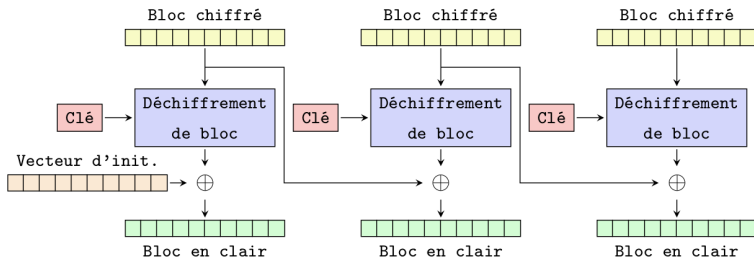 Bloc chiffré
Bloc chiffré
Bloc chiffré
Clé
Déchiffrement
de bloc
Clé
Déchiffrement
de bloc
Clé
Déchiffrement
de bloc
Vecteur d'init.
Bloc en clair
Bloc en clair
Bloc en clair